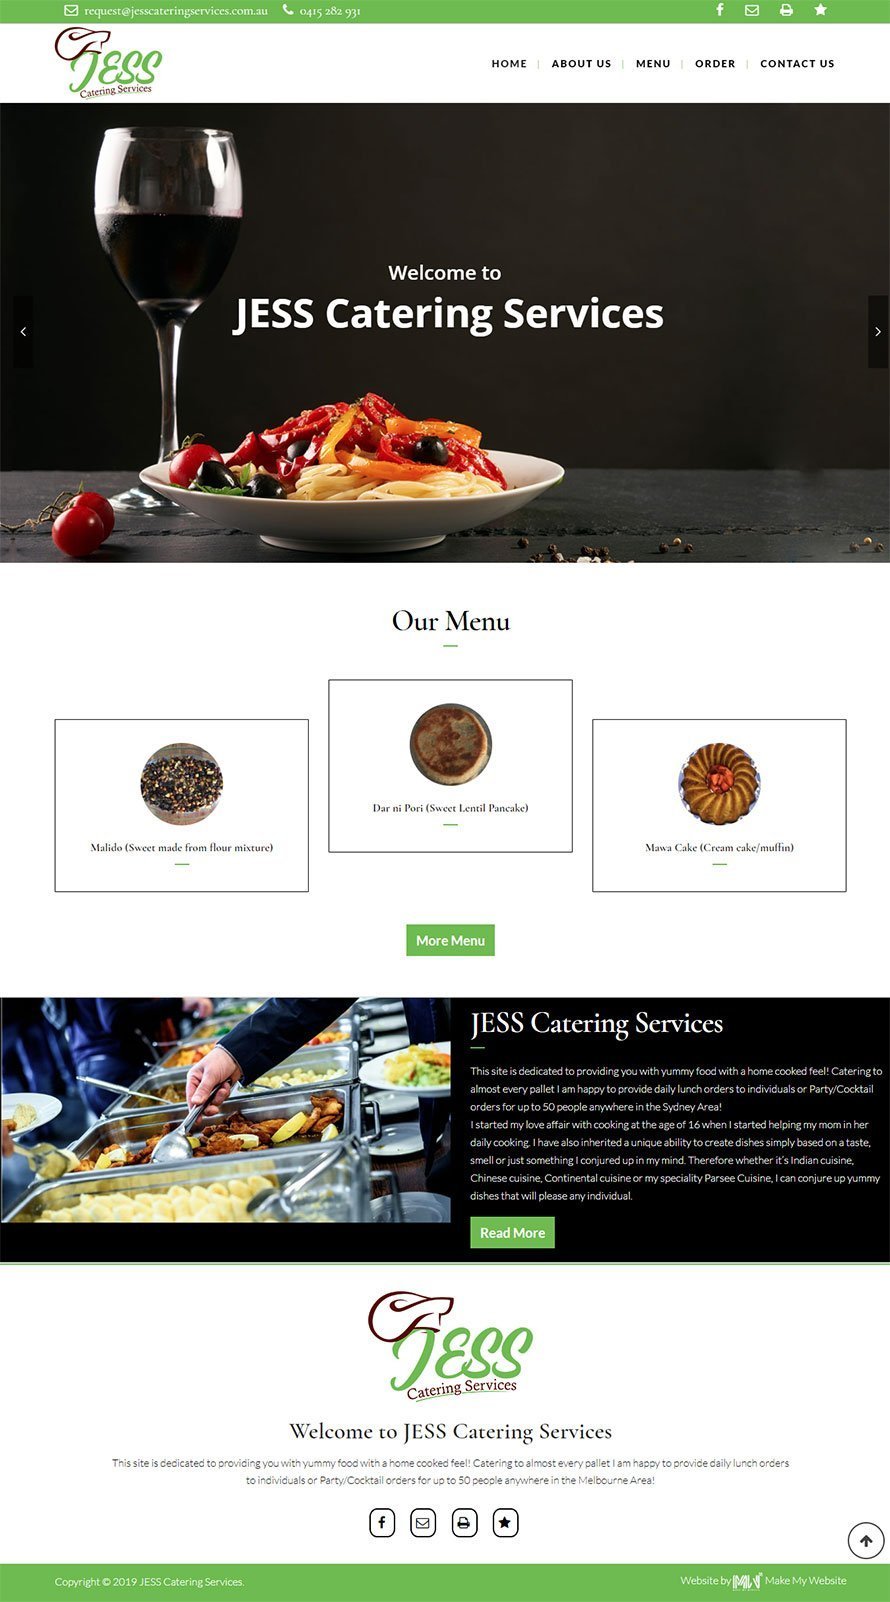 request@jesscateringservices.com.au 0415 282 931
JESS
Catering Services
HOME | ABOUT US | MENU | ORDER | CONTACT US
Welcome to
JESS Catering Services
Our Menu
Malido (Sweet made from flour mixture)
Dar ni Pori (Sweet Lentil Pancake)
Mawa Cake (Cream cake/muffin)
More Menu
JESS Catering Services
This site is dedicated to providing you with yummy food with a home cooked feel! Catering to
almost every pallet I am happy to provide daily lunch orders to individuals or Party/Cocktail
orders for up to 50 people anywhere in the Sydney Area!
I started my love affair with cooking at the age of 16 when I started helping my mom in her
daily cooking. I have also inherited a unique ability to create dishes simply based on a taste,
smell or just something I conjured up in my mind. Therefore whether it's Indian cuisine,
Chinese cuisine, Continental cuisine or my speciality Parsee Cuisine, I can conjure up yummy
dishes that will please any individual.
Read More
JESS
Catering Services
Welcome to JESS Catering Services
This site is dedicated to providing you with yummy food with a home cooked feel! Catering to almost every pallet I am happy to provide daily lunch orders
to individuals or Party/Cocktail orders for up to 50 people anywhere in the Melbourne Area!
Copyright © 2019 JESS Catering Services.
Website by MMW Make My Website